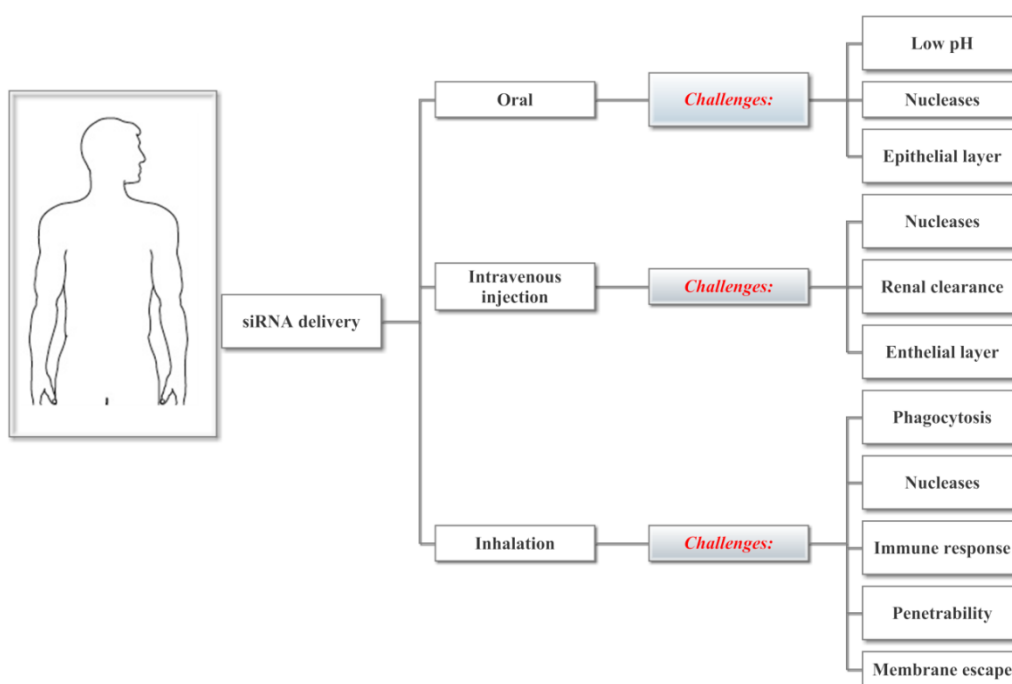 siRNA delivery
Oral
Challenges:
Low pH
Nucleases
Epithelial layer
Intravenous
injection
Challenges:
Nucleases
Renal clearance
Enthelial layer
Inhalation
Challenges:
Phagocytosis
Nucleases
Immune response
Penetrability
Membrane escape